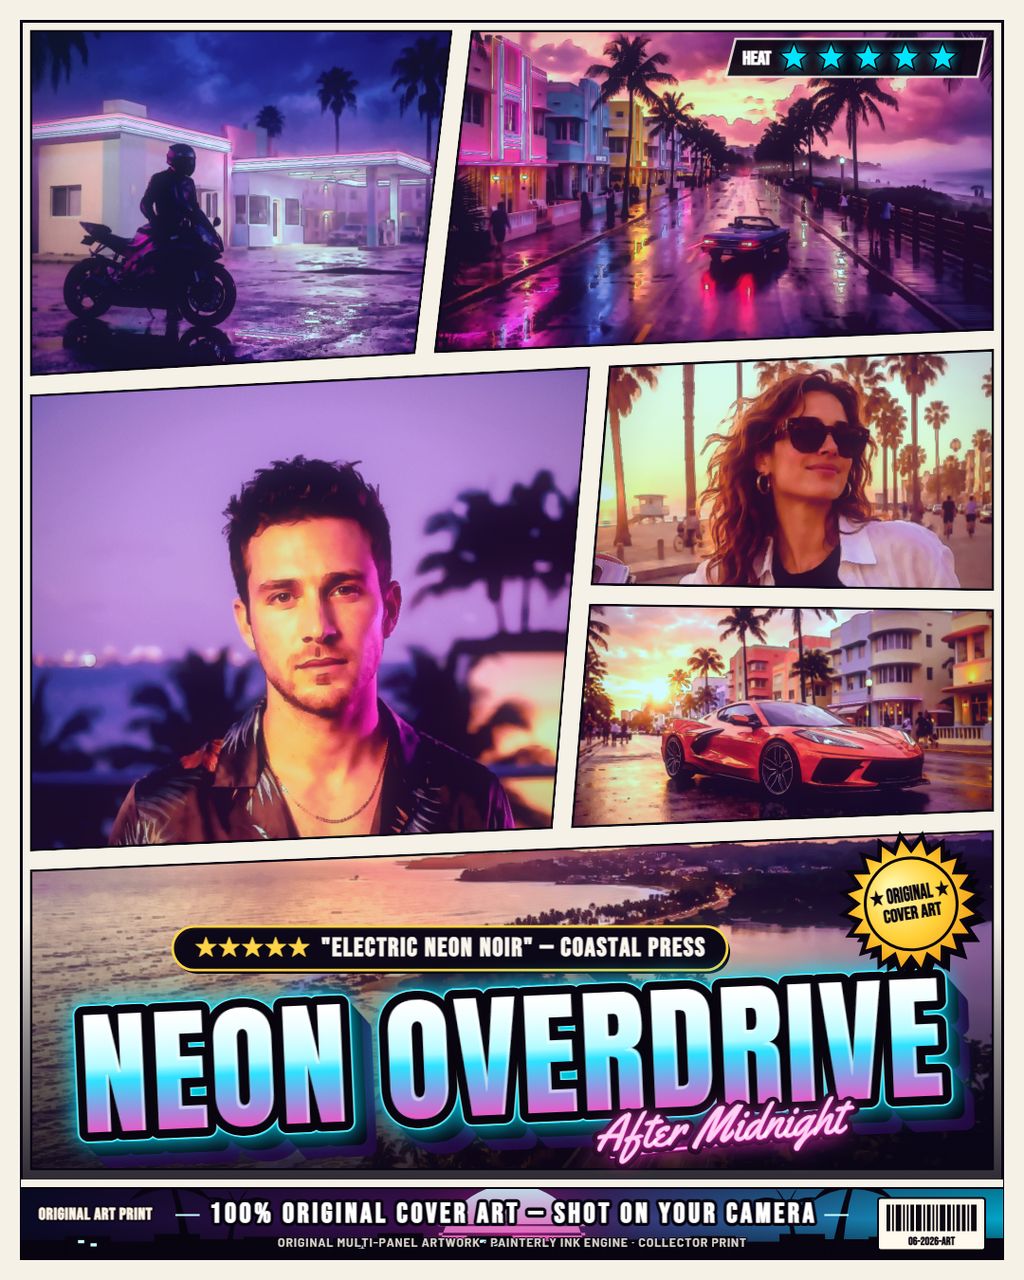 HEAT ★★★★★
★ ORIGINAL ★
COVER ART
★★★★★ "ELECTRIC NEON NOIR" – COASTAL PRESS
NEON OVERDRIVE
After Midnight
ORIGINAL ART PRINT
— 100% ORIGINAL COVER ART – SHOT ON YOUR CAMERA —
ORIGINAL MULTI-PANEL ARTWORK · PAINTERLY INK ENGINE · COLLECTOR PRINT
06-2026-ART